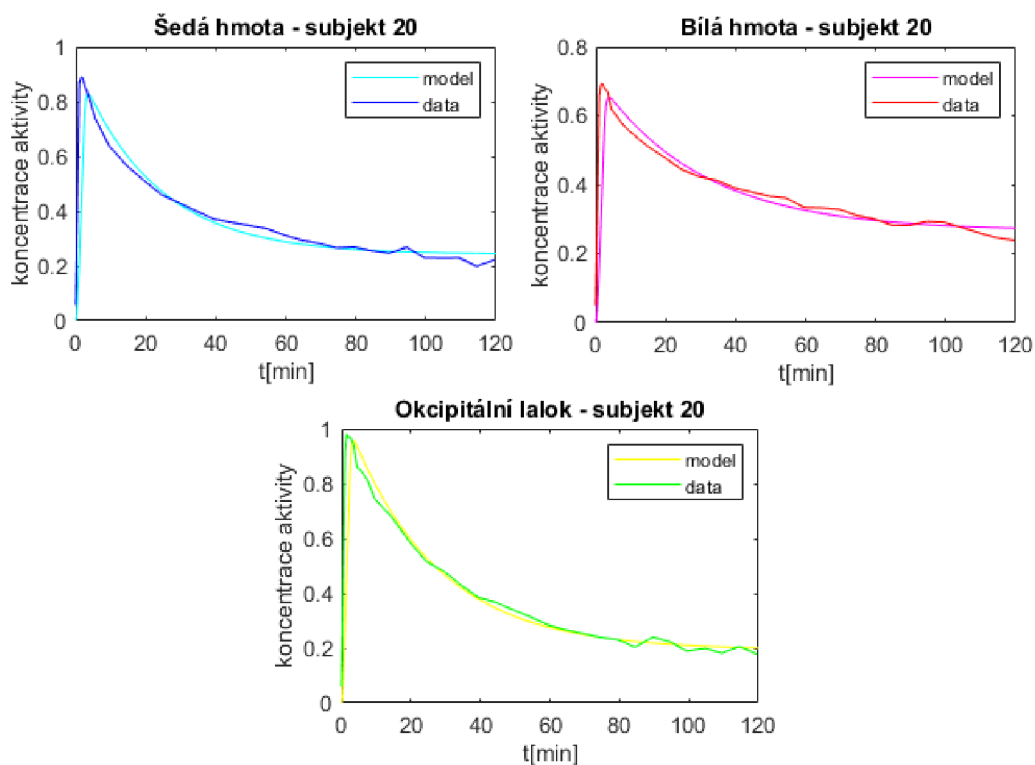 Šedá hmota - subjekt 20
koncentrace aktivity
1
0.8
0.6
0.4
0.2
0
model
data
0 20 40 60 80 100 120
t[min]
Bílá hmota - subjekt 20
koncentrace aktivity
0.8
0.6
0.4
0.2
0
model
data
0 20 40 60 80 100 120
t[min]
Okcipitální lalok - subjekt 20
koncentrace aktivity
1
0.8
0.6
0.4
0.2
0
model
data
0 20 40 60 80 100 120
t[min]